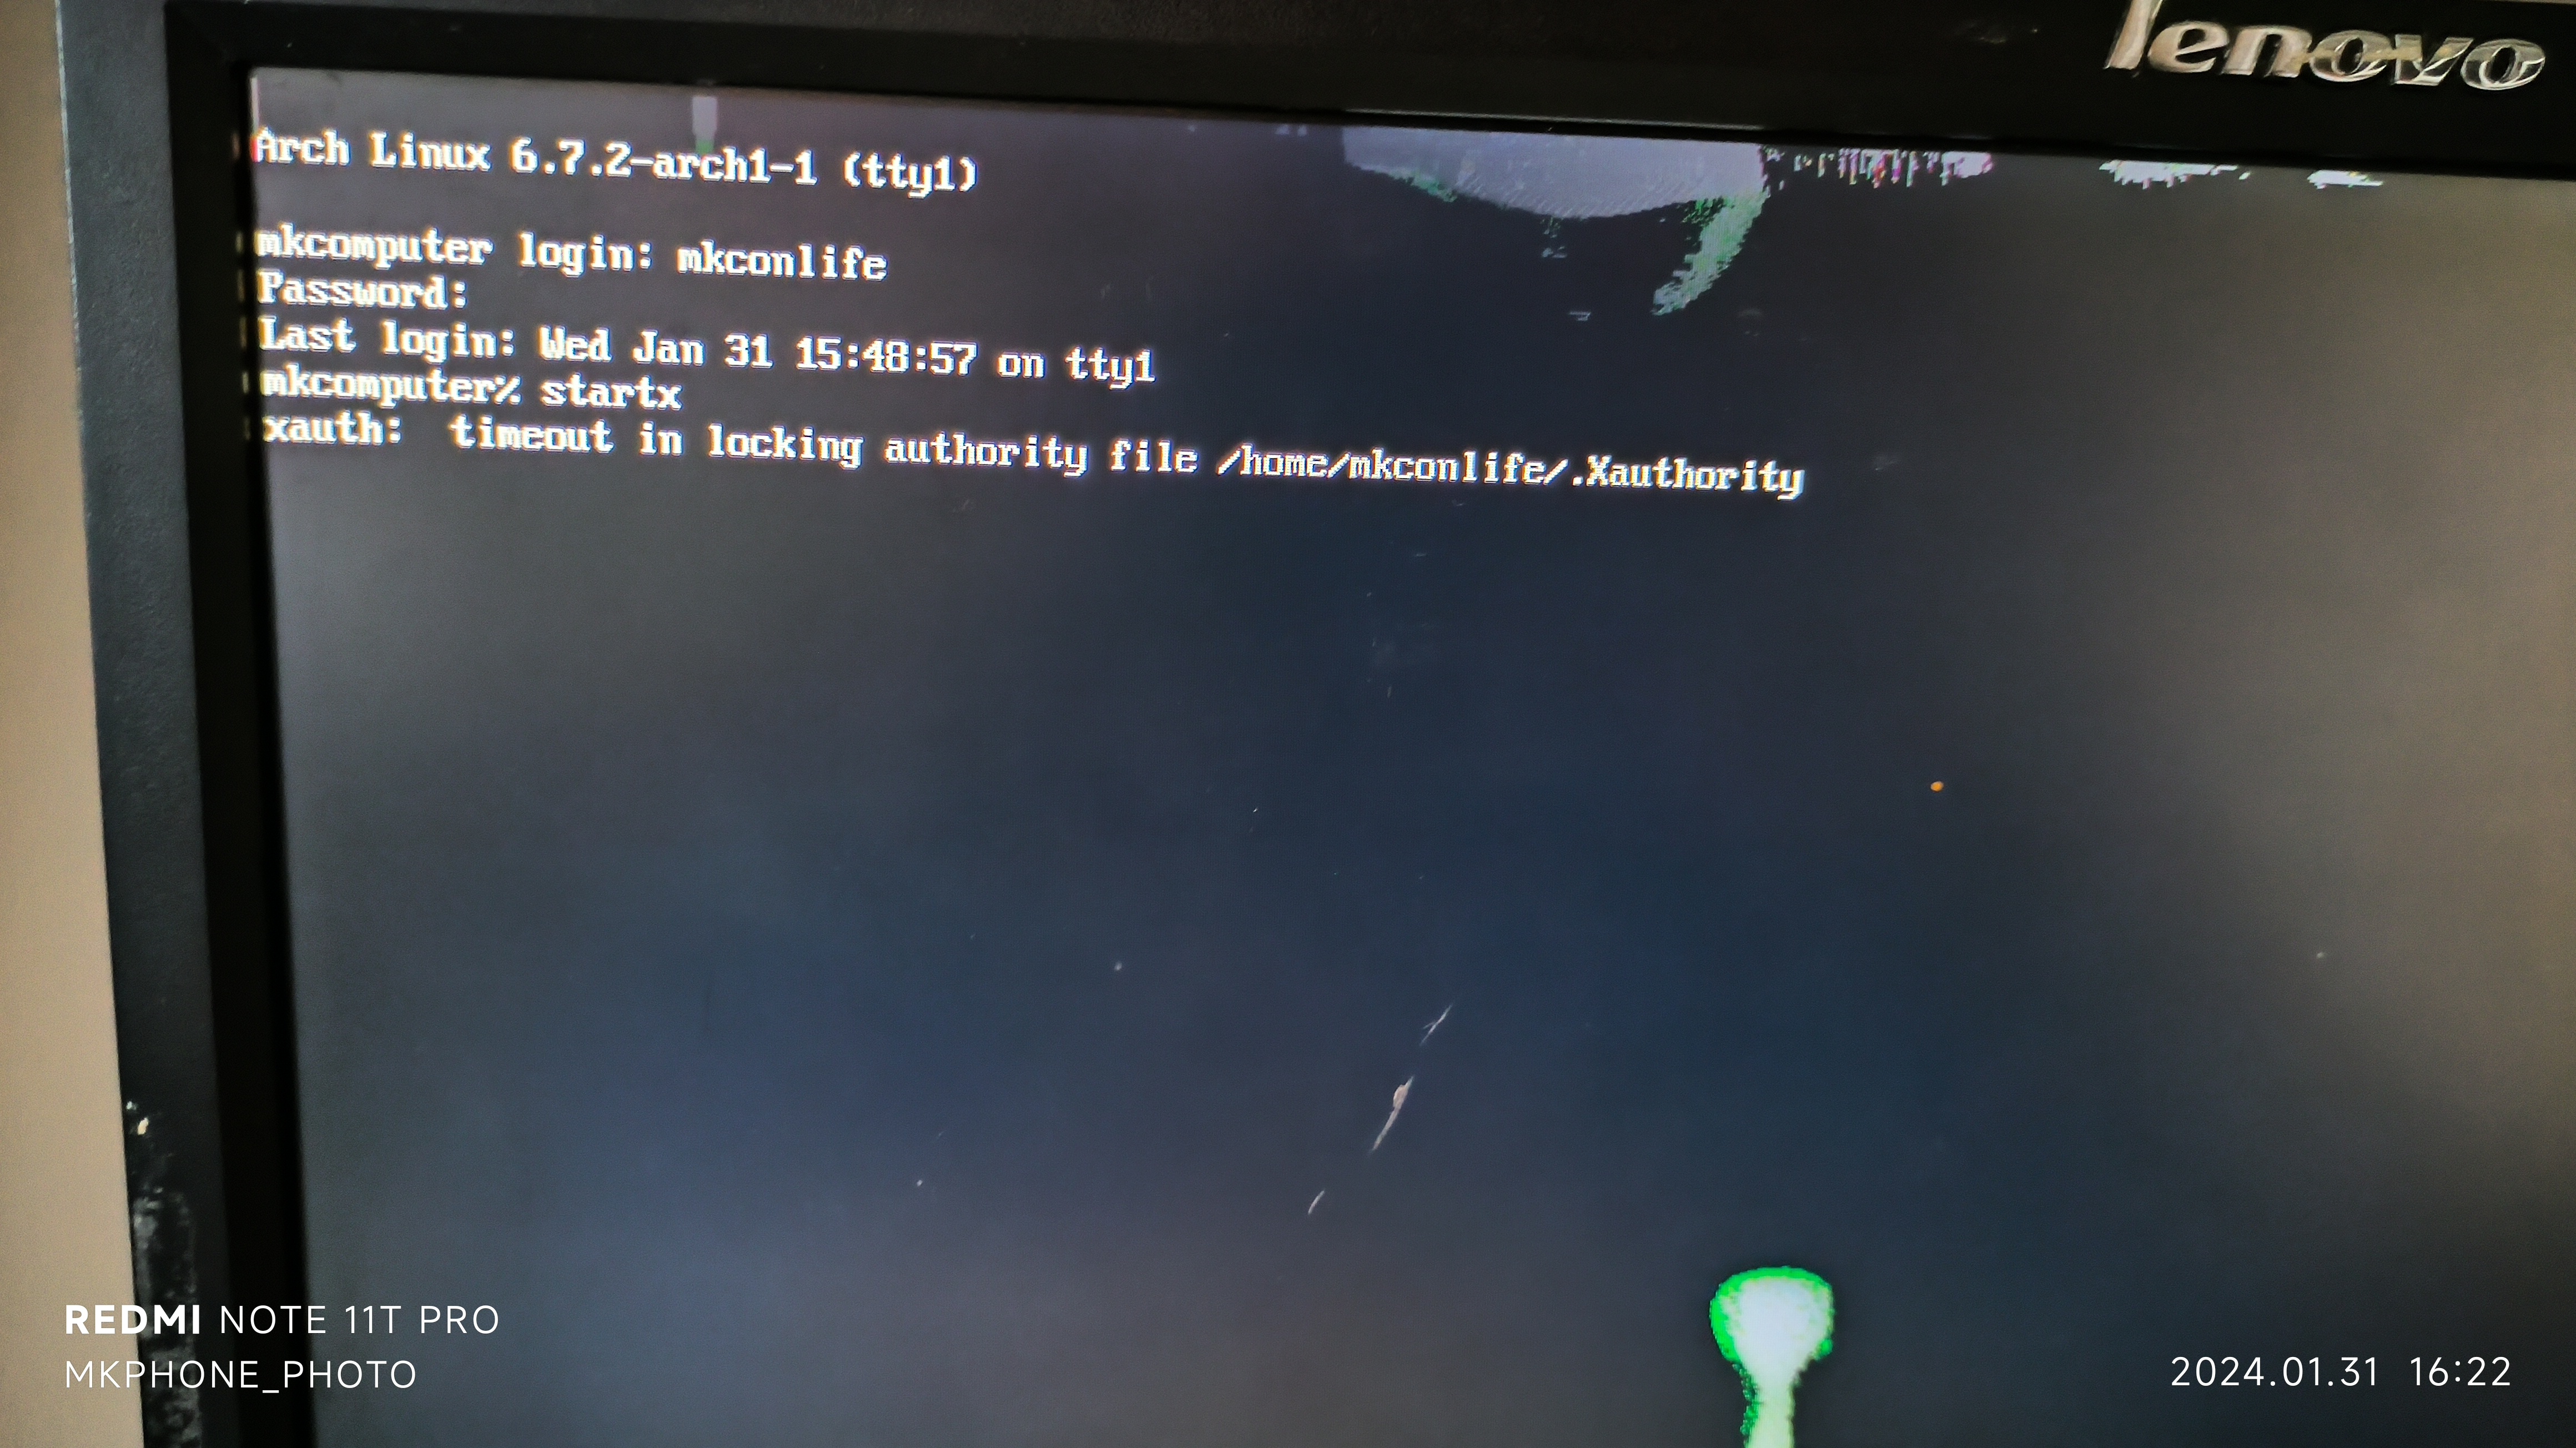 lenovo
Arch Linux 6.7.2-arch1-1 (tty1)
mkcomputer login: mkconlife
Password:
Last login: Wed Jan 31 15:48:57 on tty1
mkcomputer% startx
xauth:  timeout in locking authority file /home/mkconlife/.Xauthority
REDMI NOTE 11T PRO
MKPHONE_PHOTO
2024.01.31 16:22